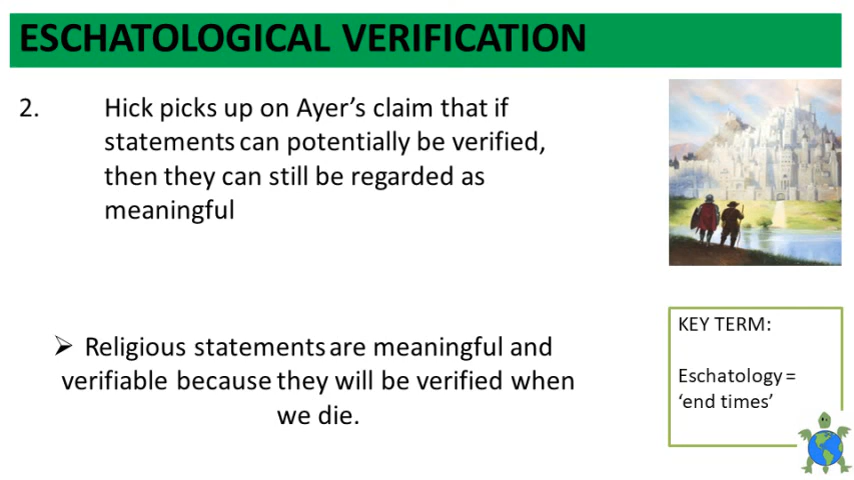 ESCHATOLOGICAL VERIFICATION
2. Hick picks up on Ayer’s claim that if
statements can potentially be verified,
then they can still be regarded as
meaningful
➢ Religious statements are meaningful and
verifiable because they will be verified when
we die.
KEY TERM:
Eschatology =
‘end times’